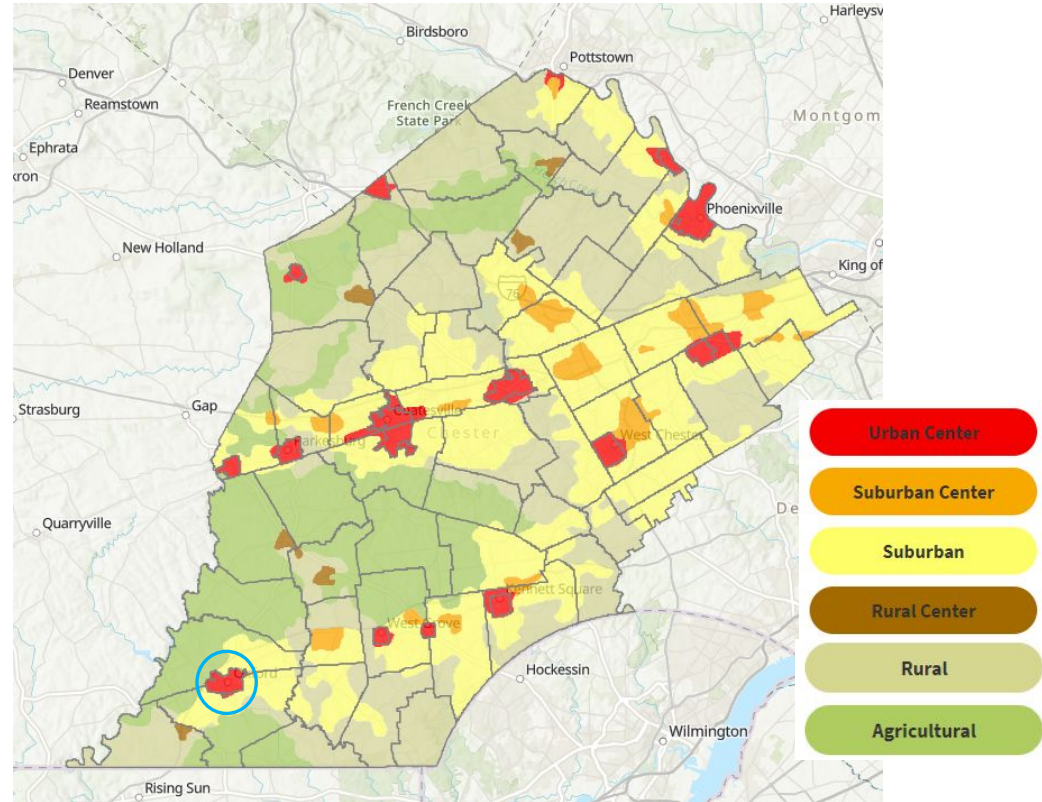 Harleysv
Birdsboro
Pottstown
Denver
Reamstown
French Creek
State Park
Montgom
Ephrata
kron
Phoenixville
New Holland
King of
76
Strasburg
Gap
Coatesville
Parkesburg
Chester
West Chester
Urban Center
Suburban Center
De
Suburban
Quarryville
Kennett Square
Rural Center
West Grove
Rural
Hockessin
Oxford
Wilmington
Agricultural
Rising Sun